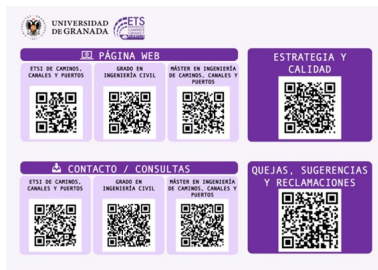 UNIVERSIDAD
DE GRANADA
ETS
PÁGINA WEB
ETSI DE CAMINOS,
CANALES Y PUERTOS
GRADO EN
INGENIERÍA CIVIL
MÁSTER EN INGENIERÍA
DE CAMINOS, CANALES Y
PUERTOS
ESTRATEGIA Y
CALIDAD
CONTACTO / CONSULTAS
ETSI DE CAMINOS,
CANALES Y PUERTOS
GRADO EN
INGENIERÍA CIVIL
MÁSTER EN INGENIERÍA
DE CAMINOS, CANALES Y
PUERTOS
QUEJAS, SUGERENCIAS
Y RECLAMACIONES